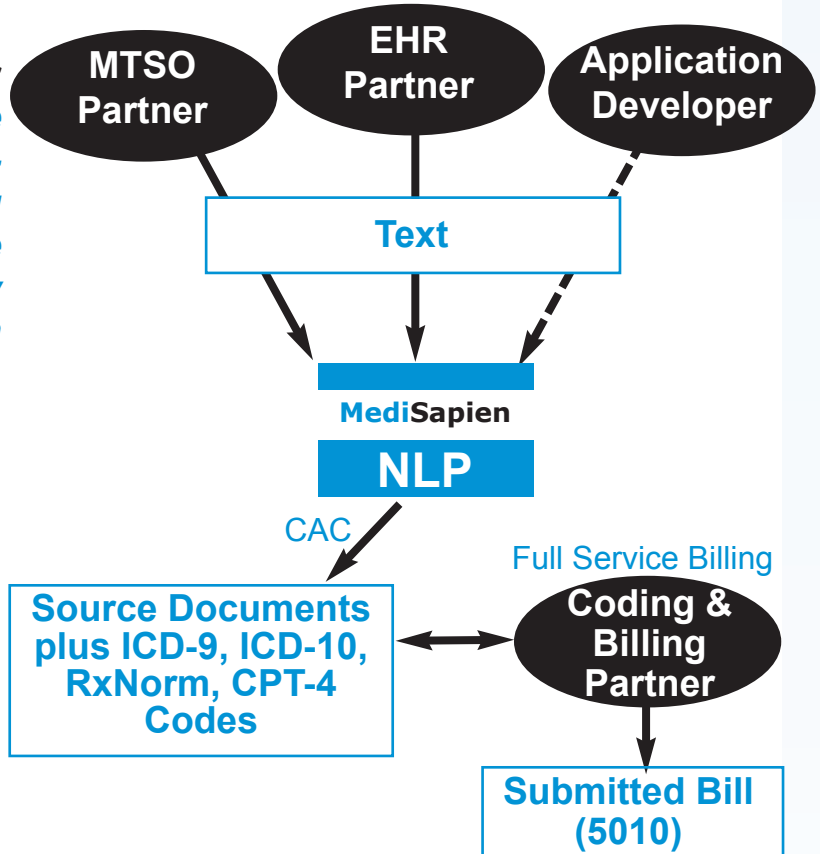 MTSO
Partner
EHR
Partner
Application
Developer
Text
MediSapien
NLP
CAC
Full Service Billing
Source Documents
plus ICD-9, ICD-10,
RxNorm, CPT-4
Codes
Coding &
Billing
Partner
Submitted Bill
(5010)